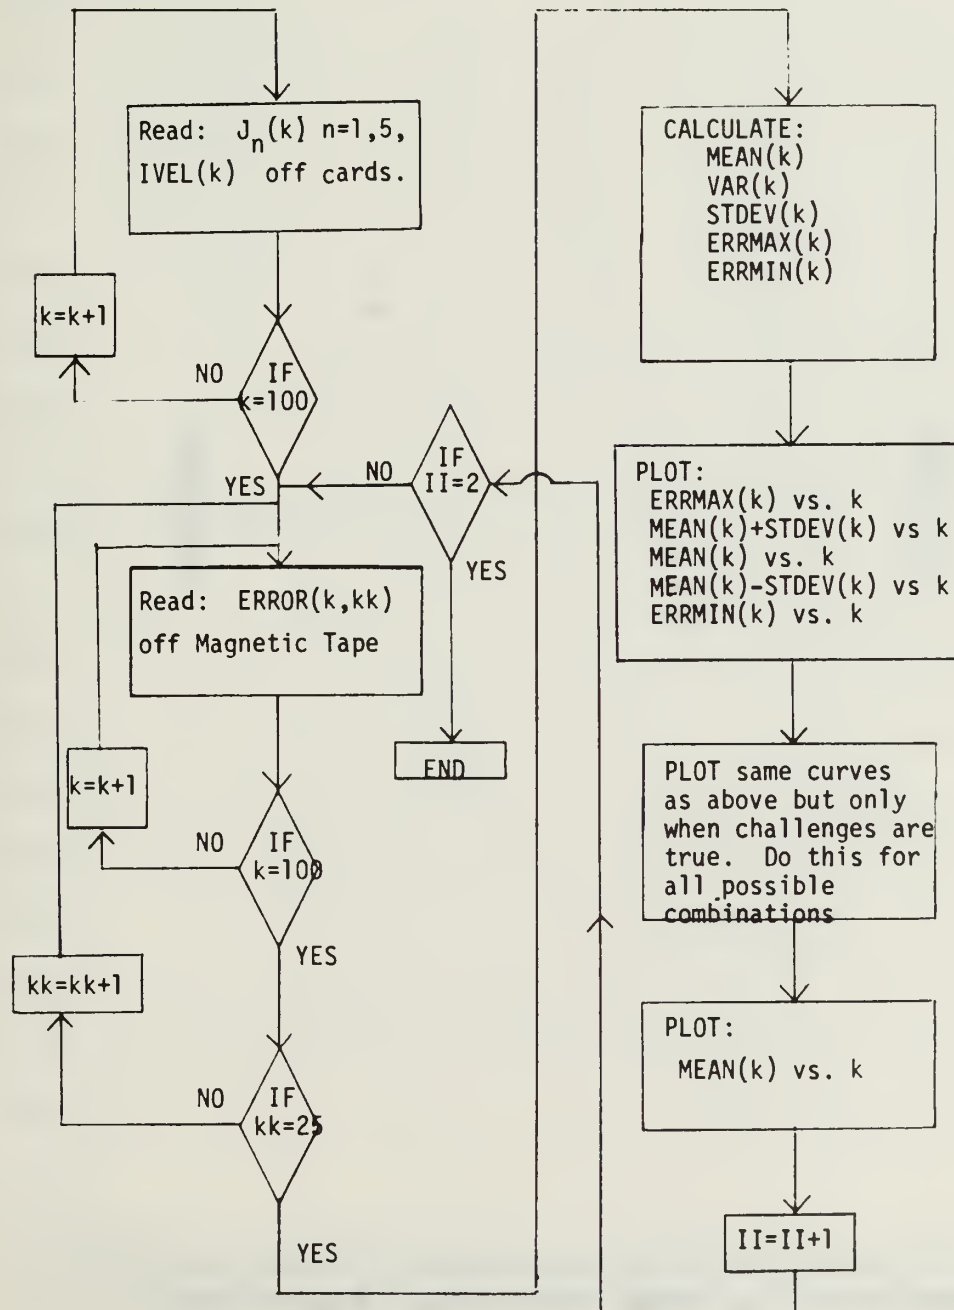 Read: Jn(k) n=1,5,
IVEL(k) off cards.
k=k+1
NO
IF
k=100
YES
NO
IF
II=2
YES
END
Read: ERROR(k,kk)
off Magnetic Tape
k=k+1
NO
IF
k=100
YES
kk=kk+1
NO
IF
kk=25
YES
CALCULATE:
MEAN(k)
VAR(k)
STDEV(k)
ERRMAX(k)
ERRMIN(k)
PLOT:
ERRMAX(k) vs. k
MEAN(k)+STDEV(k) vs k
MEAN(k) vs. k
MEAN(k)-STDEV(k) vs k
ERRMIN(k) vs. k
PLOT same curves
as above but only
when challenges are
true. Do this for
all possible
combinations
PLOT:
MEAN(k) vs. k
II=II+1